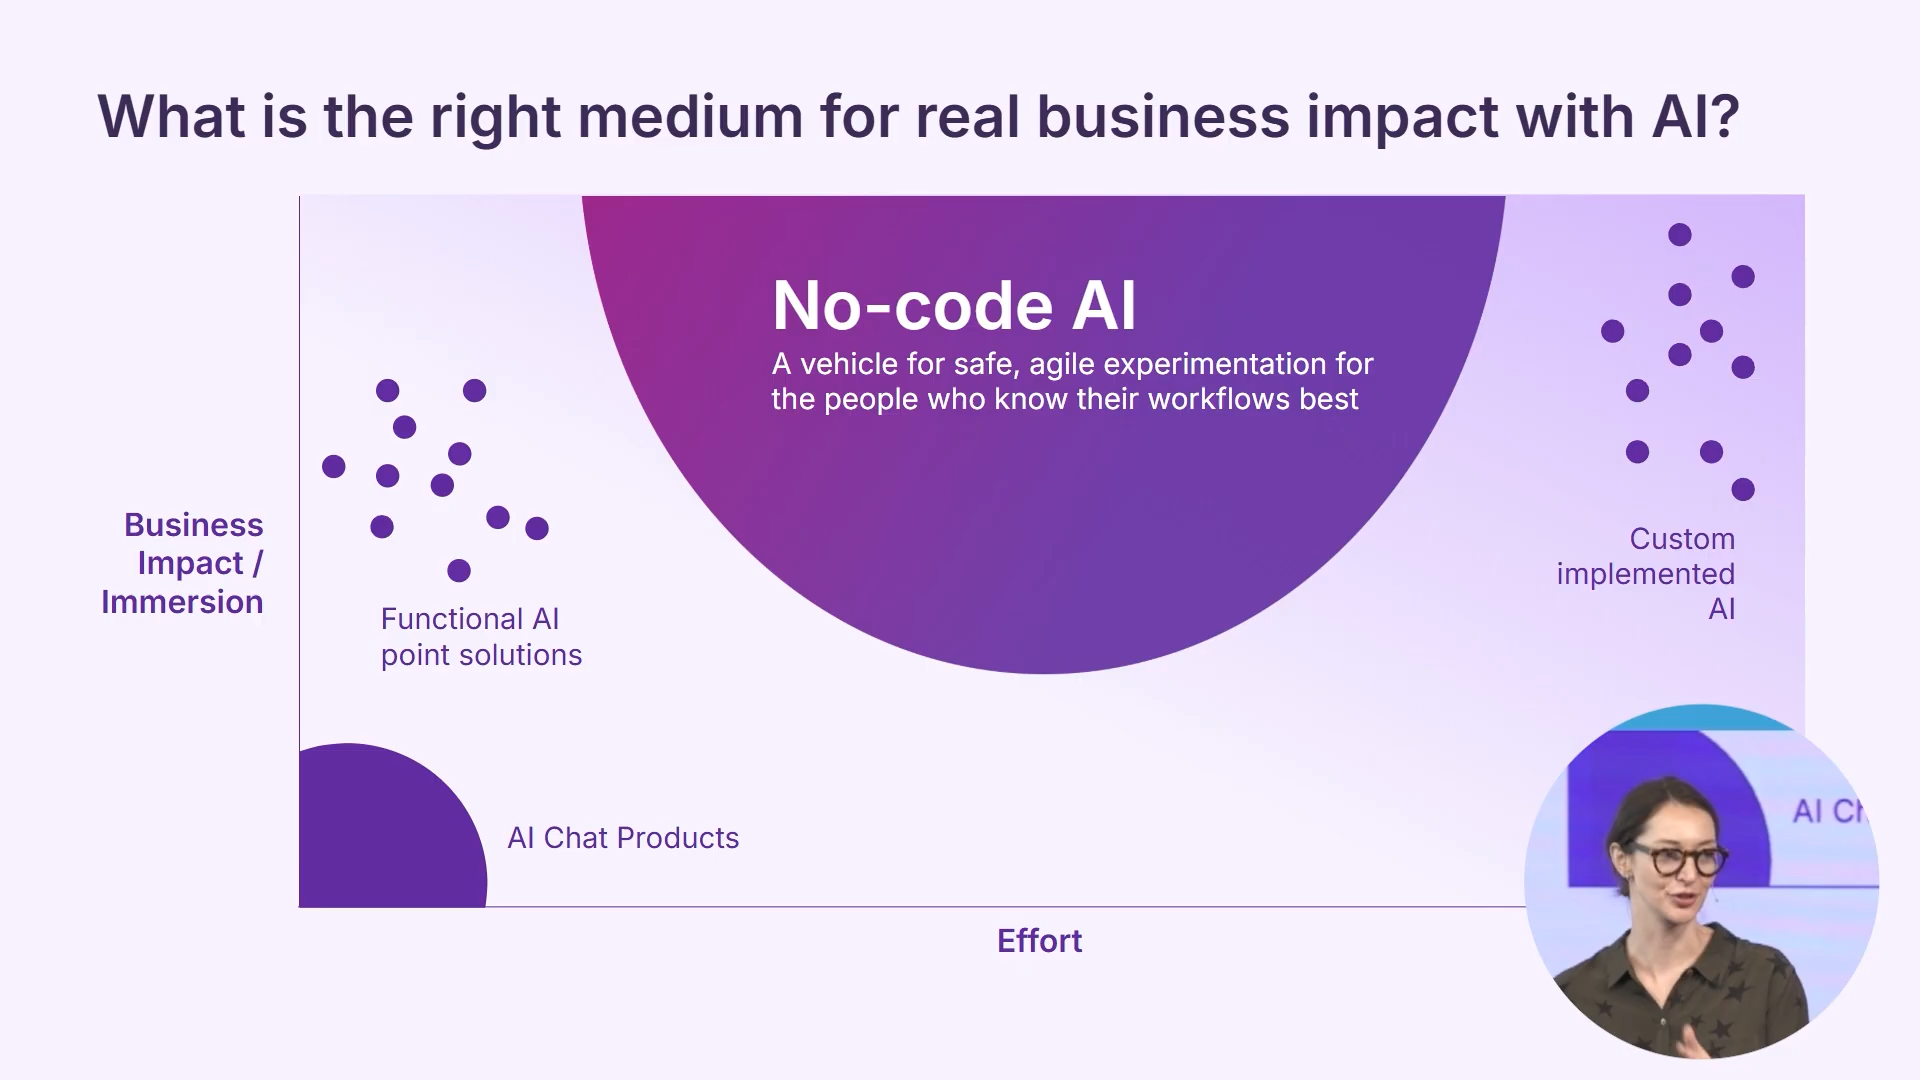 What is the right medium for real business impact with AI?
No-code AI
A vehicle for safe, agile experimentation for
the people who know their workflows best
Business
Impact /
Immersion
Functional AI
point solutions
Custom
implemented
AI
AI Chat Products
AI Ch
Effort